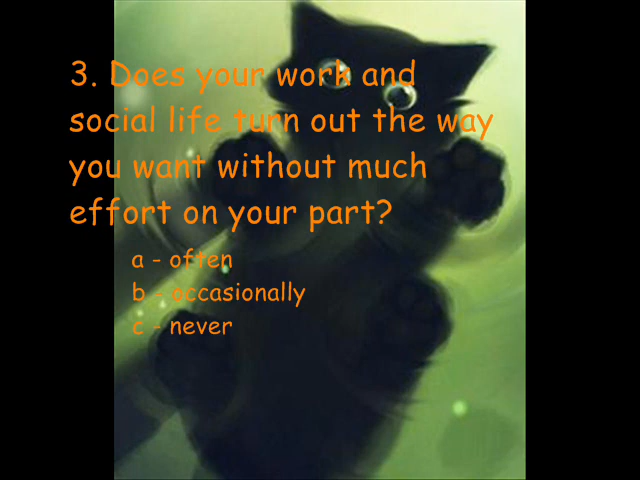 3. Does your work and
social life turn out the way
you want without much
effort on your part?
a - often
b - occasionally
c - never